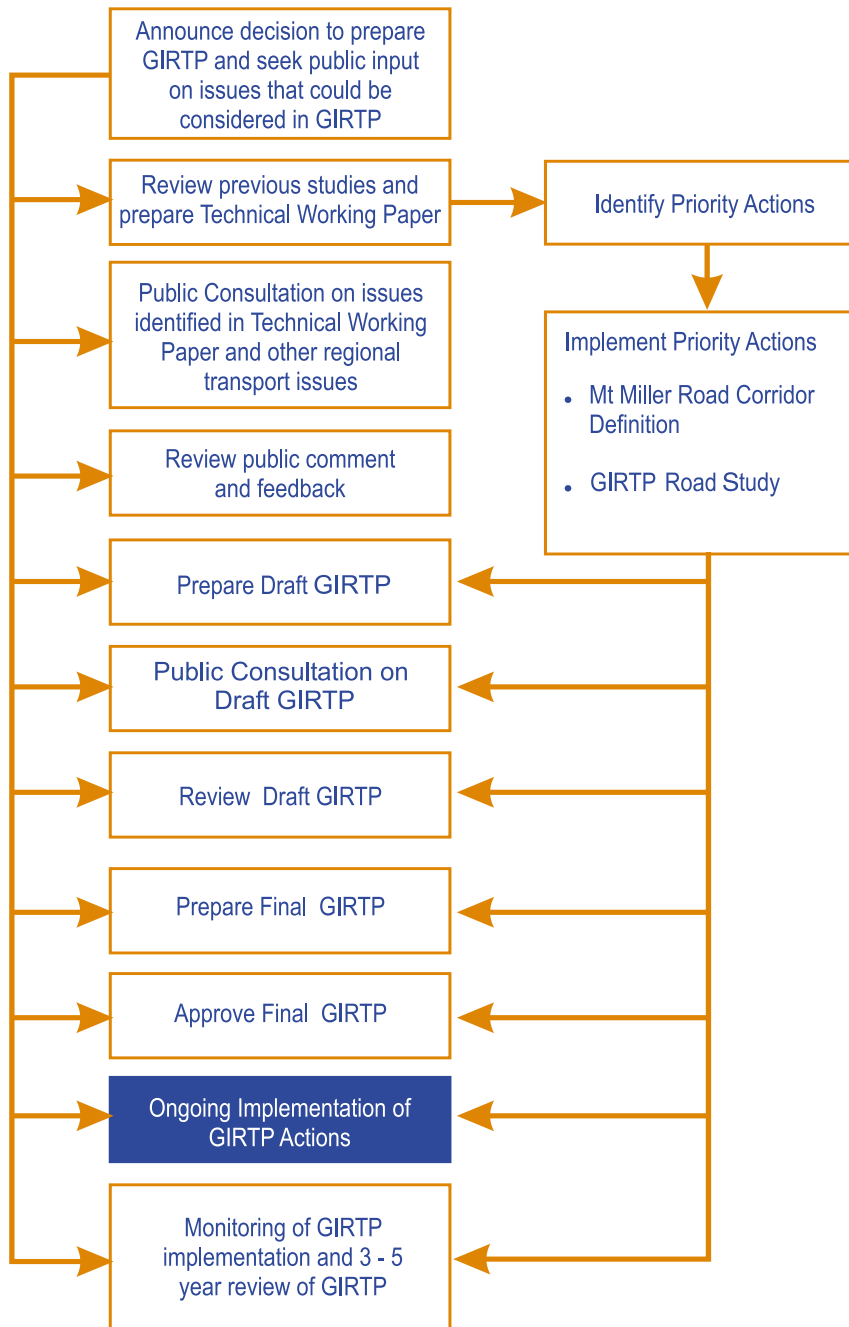 Announce decision to prepare
GIRTP and seek public input
on issues that could be
considered in GIRTP
Review previous studies and
prepare Technical Working Paper
Identify Priority Actions
Public Consultation on issues
identified in Technical Working
Paper and other regional
transport issues
Implement Priority Actions
• Mt Miller Road Corridor
Definition
• GIRTP Road Study
Review public comment
and feedback
Prepare Draft GIRTP
Public Consultation on
Draft GIRTP
Review Draft GIRTP
Prepare Final GIRTP
Approve Final GIRTP
Ongoing Implementation of
GIRTP Actions
Monitoring of GIRTP
implementation and 3 - 5
year review of GIRTP